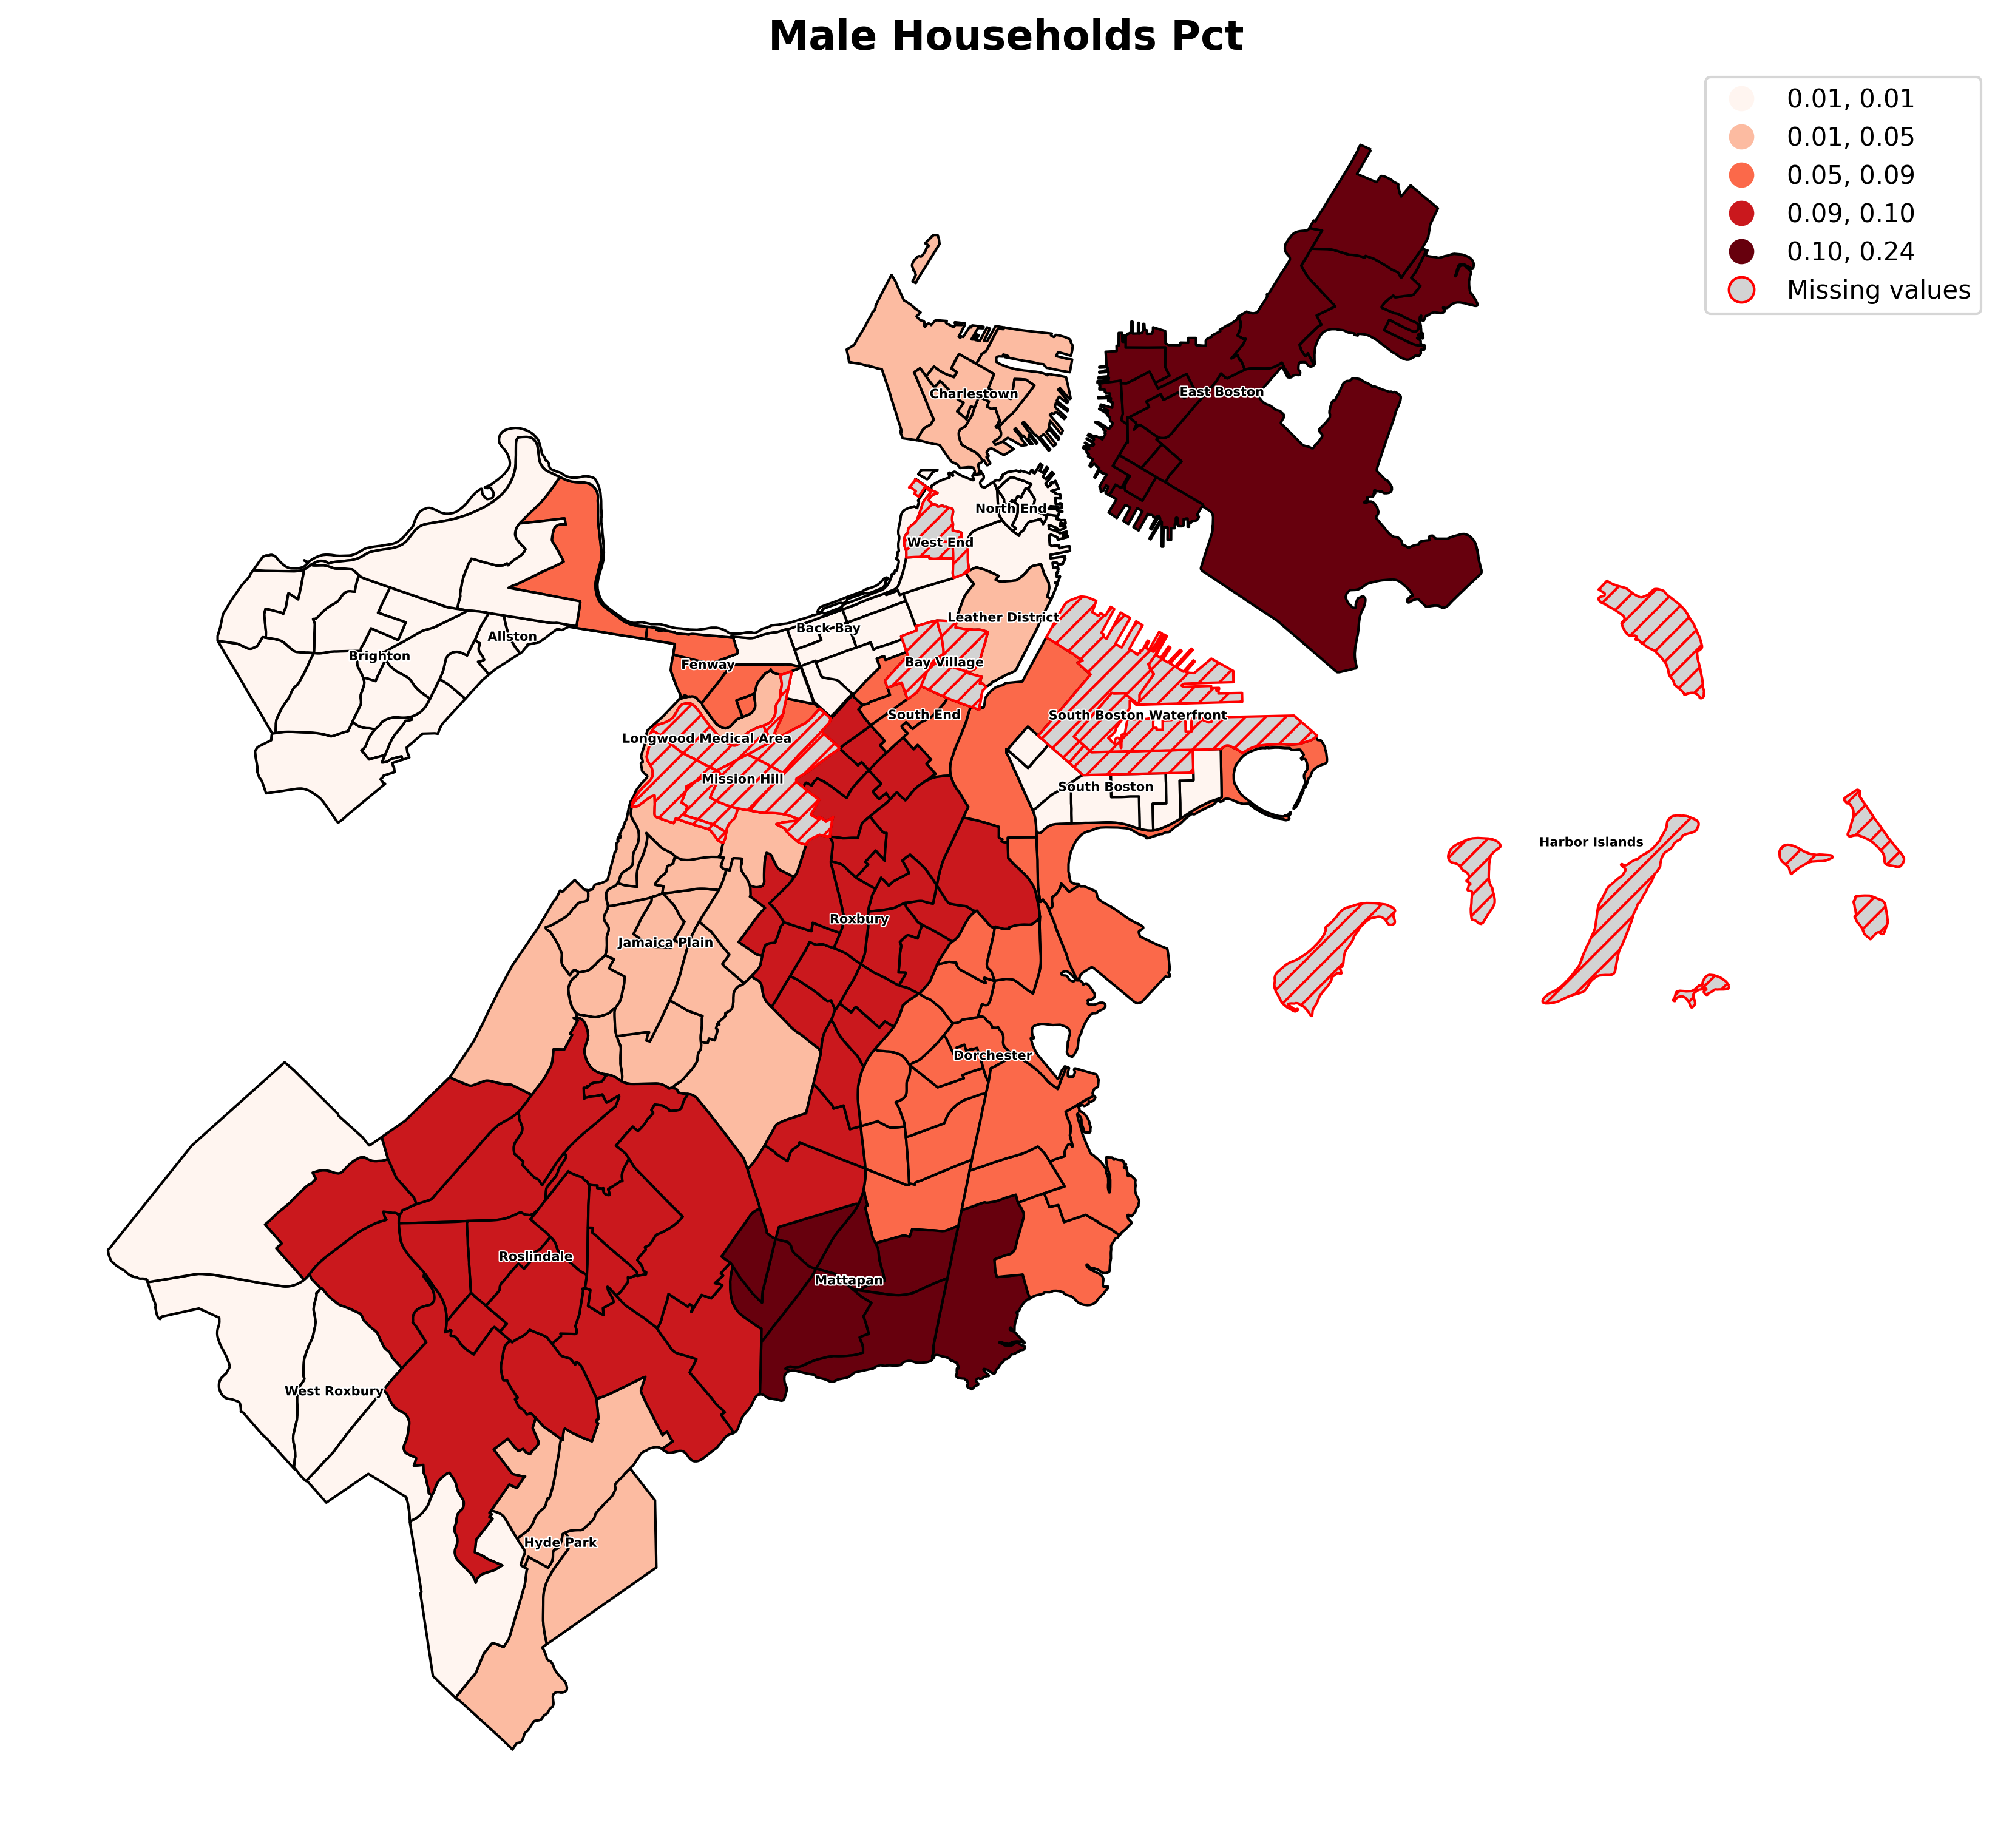 Male Households Pct
0.01, 0.01
0.01, 0.05
0.05, 0.09
0.09, 0.10
0.10, 0.24
Missing values
East Boston
Charlestown
North End
West End
Leather District
Back Bay
Allston
Brighton
Bay Village
Fenway
South End
South Boston Waterfront
Longwood Medical Area
Mission Hill
South Boston
Harbor Islands
Roxbury
Jamaica Plain
Dorchester
Roslindale
Mattapan
West Roxbury
Hyde Park